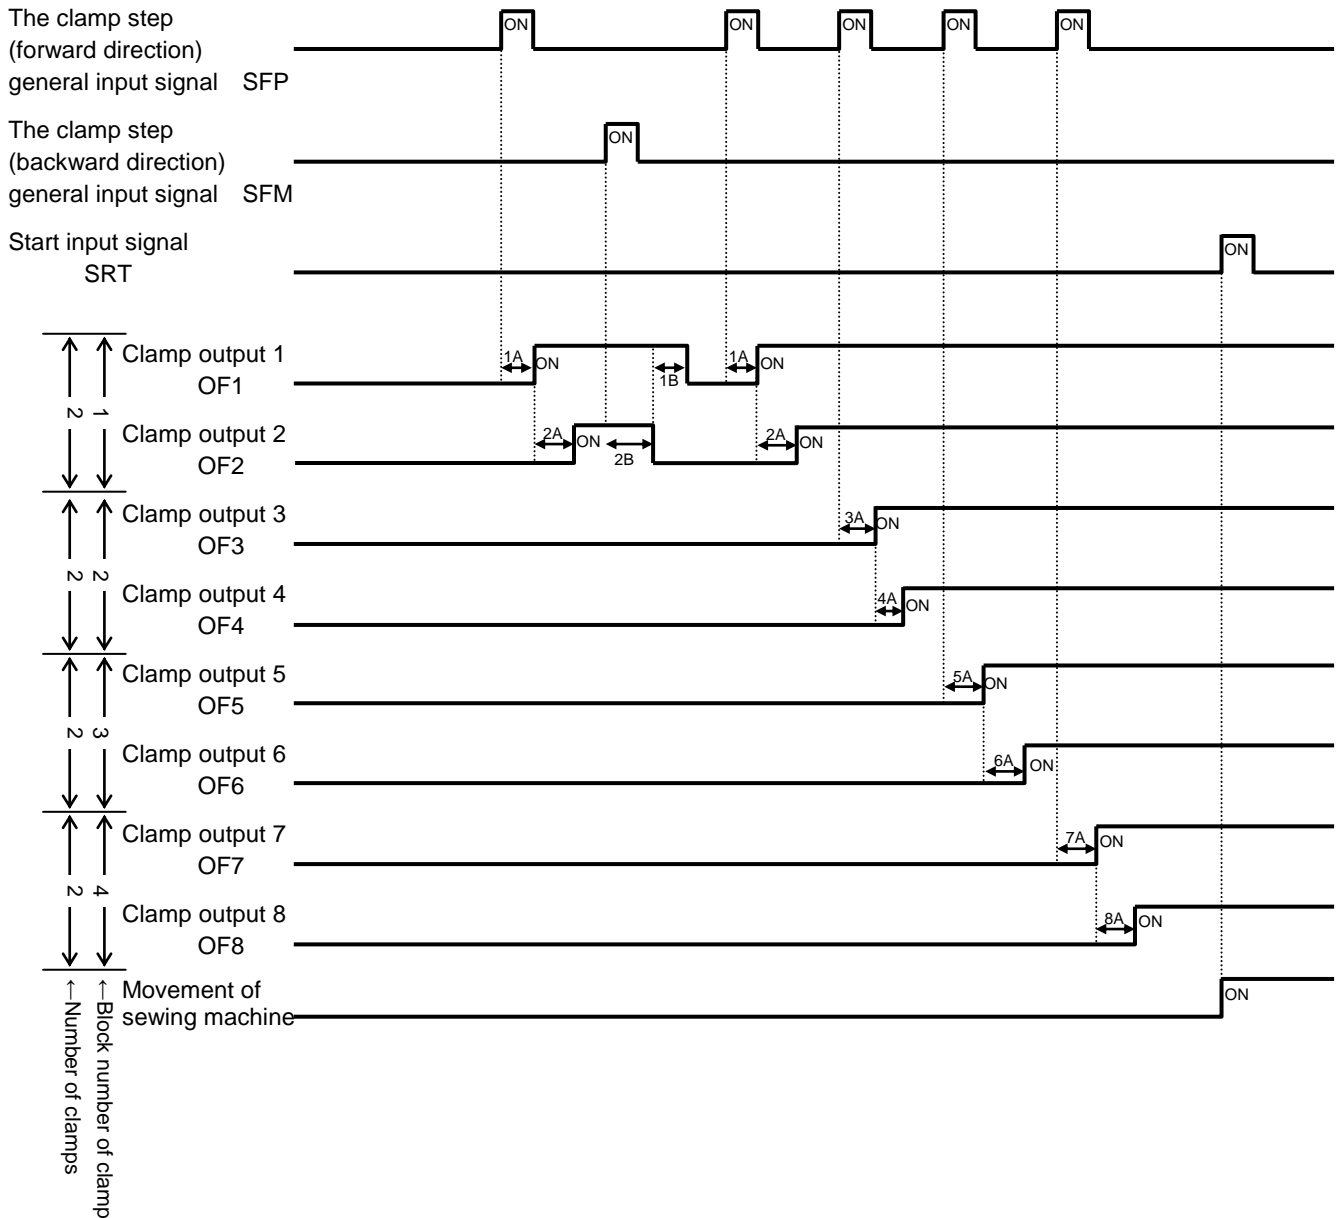 The clamp step
(forward direction)
general input signal SFP
ON ON ON ON ON
The clamp step
(backward direction)
general input signal SFM
ON
Start input signal
SRT
ON
Clamp output 1
OF1
1A ON 1B 1A ON
Clamp output 2
OF2
2A ON 2B 2A ON
2 1
Clamp output 3
OF3
3A ON
Clamp output 4
OF4
4A ON
2 2
Clamp output 5
OF5
5A ON
Clamp output 6
OF6
6A ON
2 3
Clamp output 7
OF7
7A ON
Clamp output 8
OF8
8A ON
2 4
Movement of
sewing machine
ON
←Number of clamps
←Block number of clamp